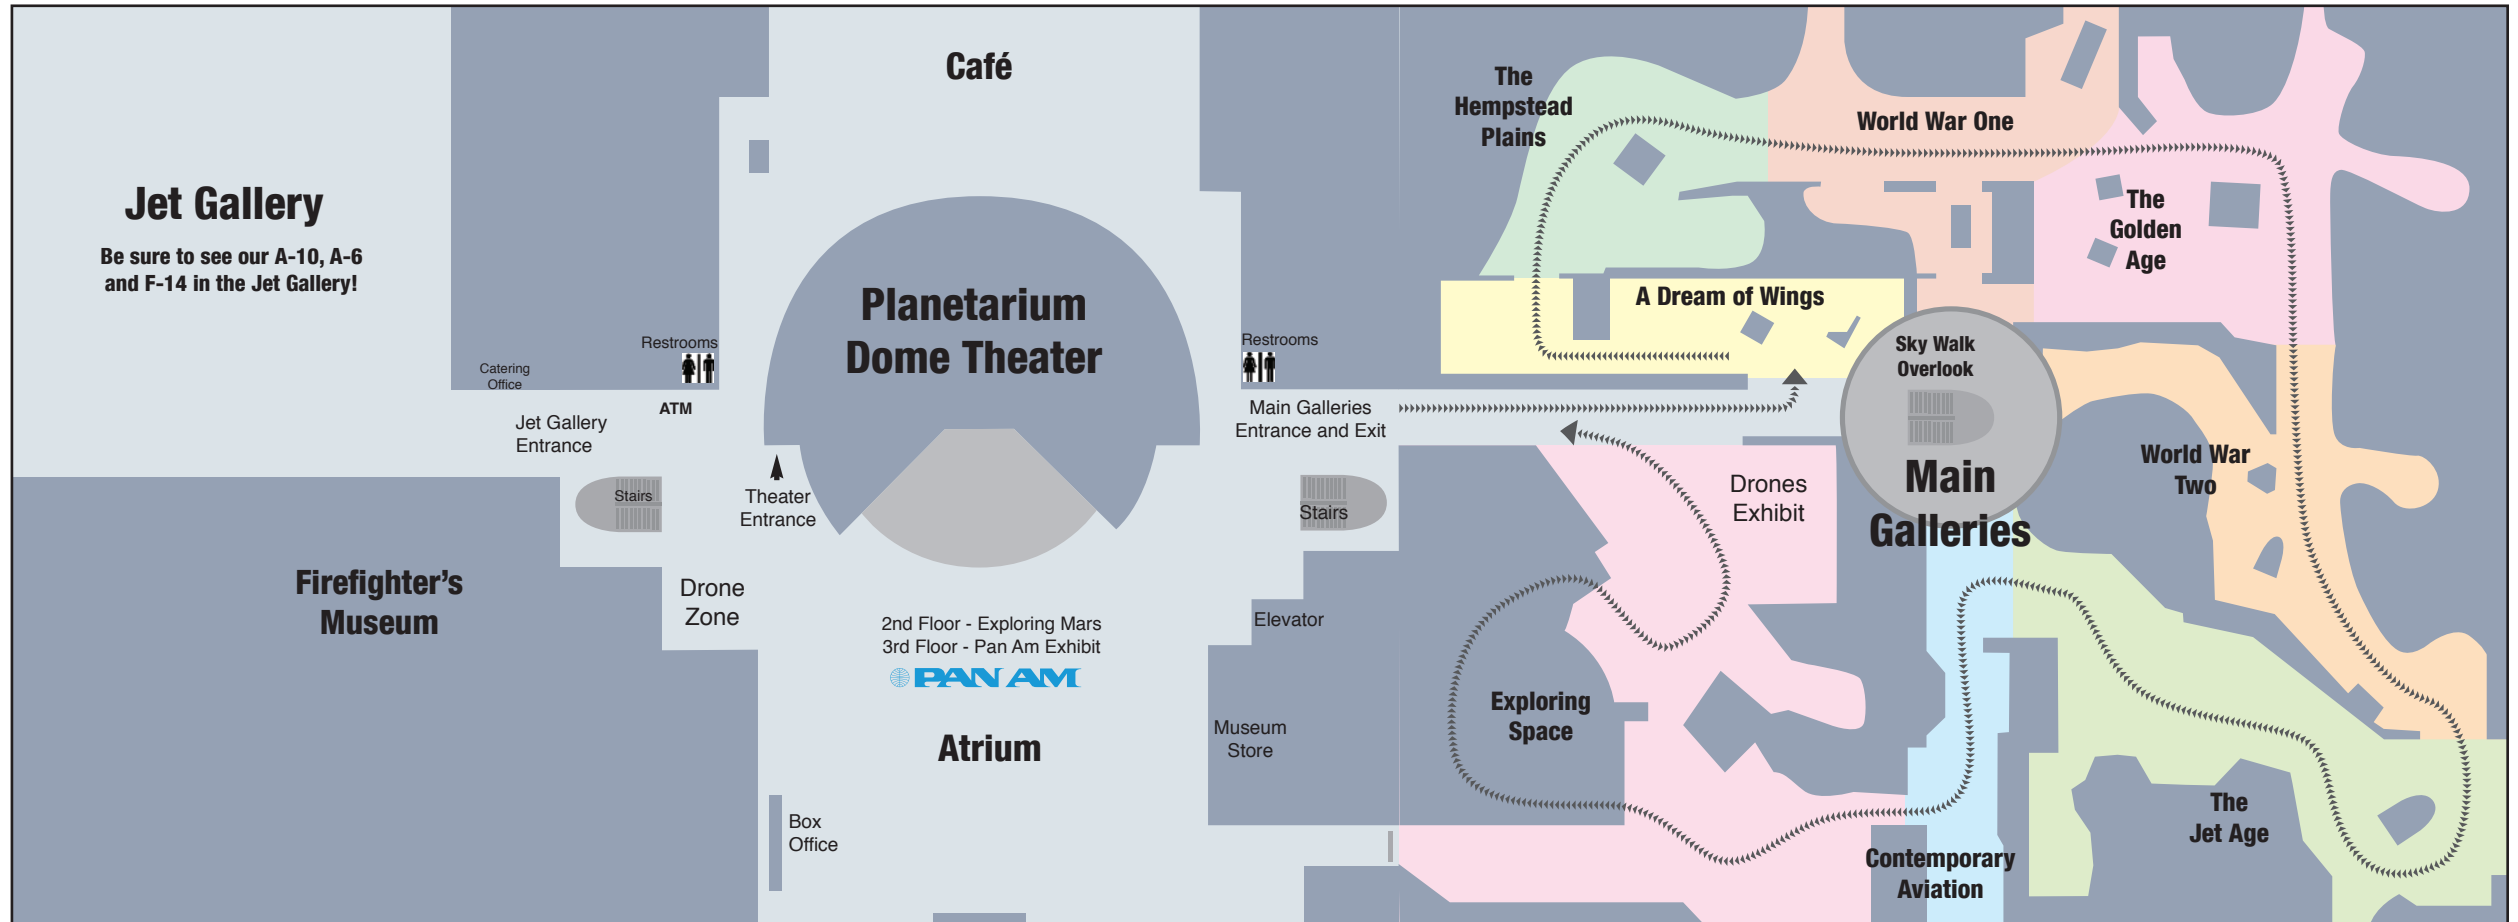 Café
Jet Gallery
Be sure to see our A-10, A-6
and F-14 in the Jet Gallery!
Restrooms
Catering
Office
ATM
Jet Gallery
Entrance
Stairs
Theater
Entrance
Planetarium
Dome Theater
Restrooms
Main Galleries
Entrance and Exit
Stairs
Firefighter's
Museum
Drone
Zone
2nd Floor - Exploring Mars
3rd Floor - Pan Am Exhibit
PAN AM
Atrium
Elevator
Museum
Store
Box
Office
The
Hempstead
Plains
World War One
The
Golden
Age
A Dream of Wings
Sky Walk
Overlook
Main
Galleries
World War
Two
Drones
Exhibit
Exploring
Space
Contemporary
Aviation
The
Jet Age